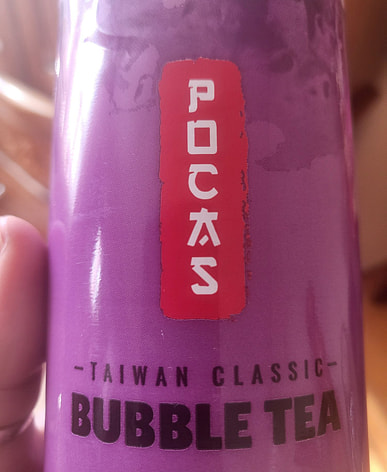 POCAS
-TAIWAN CLASSIC-
BUBBLE TEA